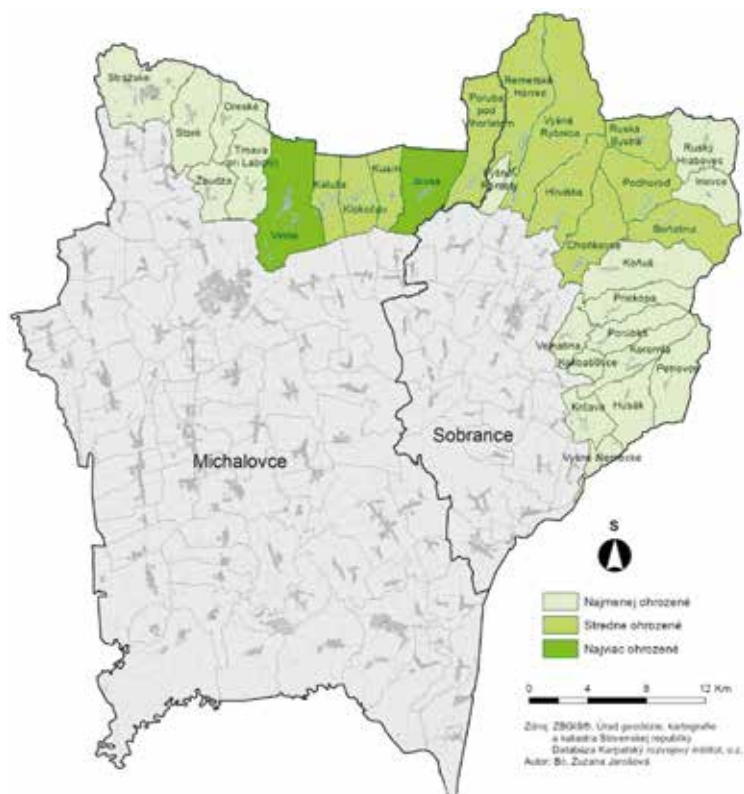 Strážske
Oreské
Staré
Trnava
pri Laborci
Zbudza
Vinné
Kaluža
Klokočov
Kusín
Jovsa
Poruba
pod
Vihorlatom
Remetské
Hámre
Vyšná
Rybnica
Ruská
Bystrá
Ruský
Hrabovec
Inovce
Podhoroď
Hlivištia
Beňatina
Choňkovce
Koňuš
Priekopa
Porúbka
Vojnatina
Koromľa
Kolibabovce
Petrovce
Krčava
Husák
Vyšné Nemecké
Michalovce
Sobrance
S
Najmenej ohrozené
Stredne ohrozené
Najviac ohrozené
0 2 4 8 12 Km
Zdroj: ZBGIS®, Úrad geodézie, kartografie
a katastra Slovenskej republiky
Databáza Karpatský rozvojový inštitút, o.z.
Autor: Bc. Zuzana Jarošová